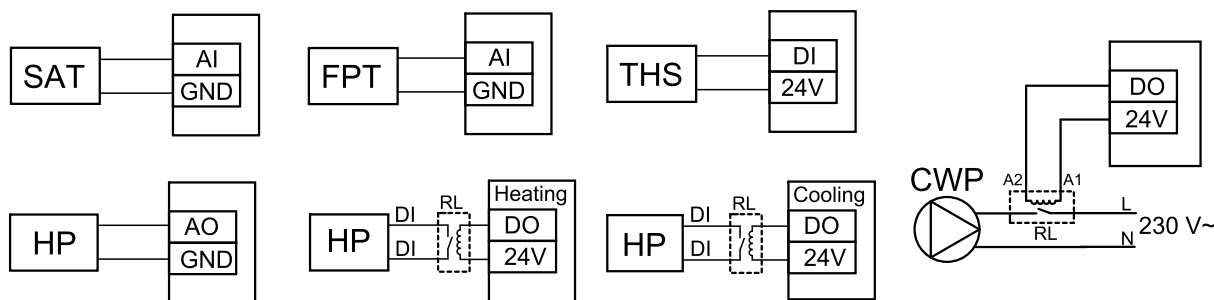 SAT
AI
GND
FPT
AI
GND
THS
DI
24V
DO
24V
CWP
A2
A1
L
RL
N
230 V~
HP
AO
GND
HP
DI
DI
RL
Heating
DO
24V
HP
DI
DI
RL
Cooling
DO
24V